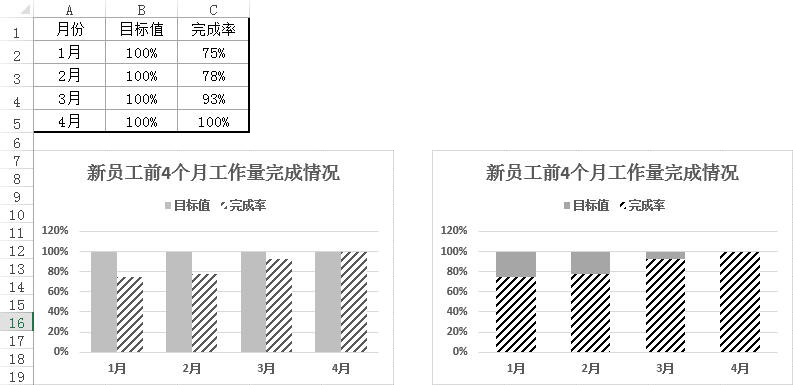 A B C
1 月份 目标值 完成率
2 1月 100% 75%
3 2月 100% 78%
4 3月 100% 93%
5 4月 100% 100%
6
7
8
9
10
11
12
13
14
15
16
17
18
19
新员工前4个月工作量完成情况
目标值 完成率
120%
100%
80%
60%
40%
20%
0%
1月 2月 3月 4月
新员工前4个月工作量完成情况
目标值 完成率
120%
100%
80%
60%
40%
20%
0%
1月 2月 3月 4月